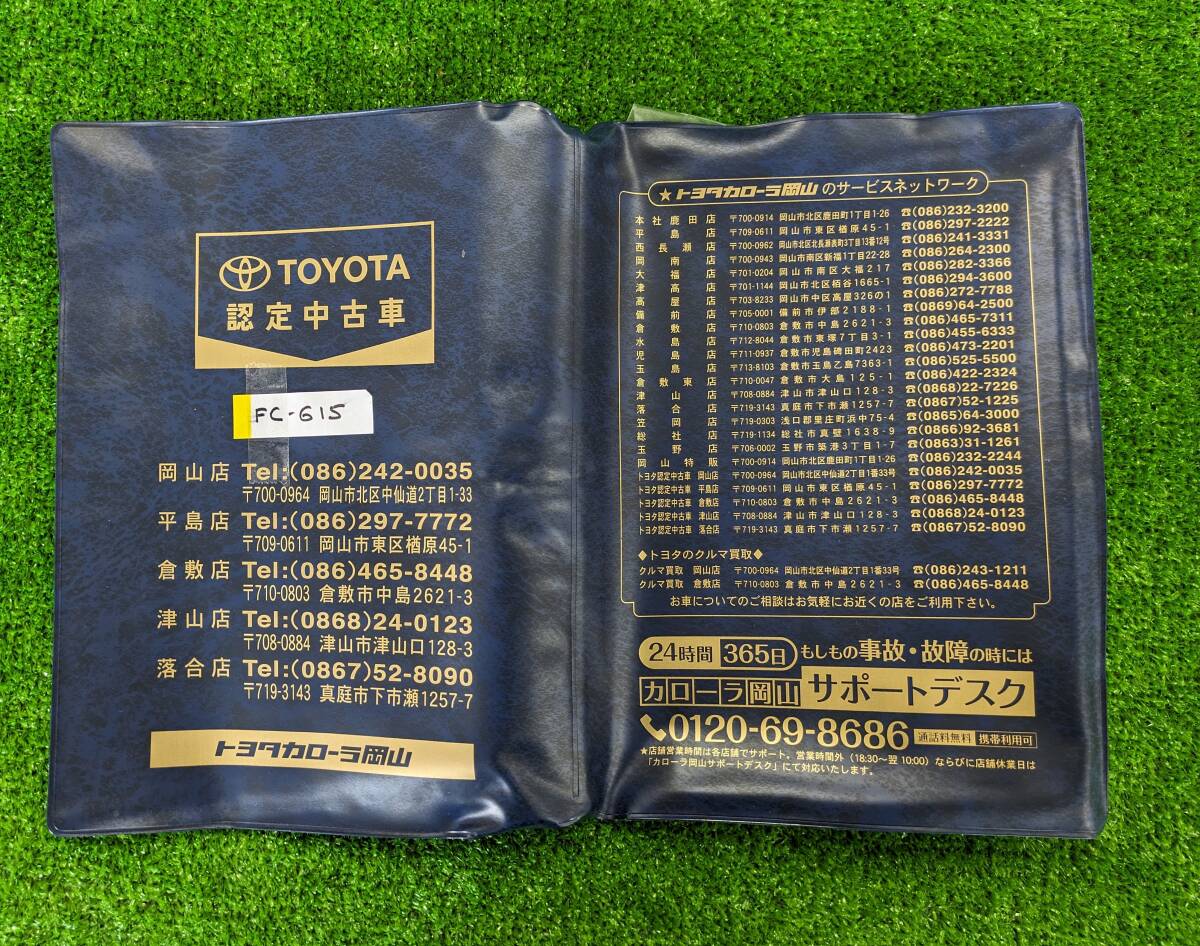 TOYOTA
認定中古車
FC-615
岡山店 Tel:(086)242-0035
〒700-0964 岡山市北区中仙道2丁目1-33
平島店 Tel:(086)297-7772
〒709-0611 岡山市東区楢原45-1
倉敷店 Tel:(086)465-8448
〒710-0803 倉敷市中島2621-3
津山店 Tel:(0868)24-0123
〒708-0884 津山市津山口128-3
落合店 Tel:(0867)52-8090
〒719-3143 真庭市下市瀬1257-7
トヨタカローラ岡山
★トヨタカローラ岡山のサービスネットワーク
本社鹿田店 〒700-0914 岡山市北区鹿田町1丁目1-26 ☎(086)232-3200
平島店 〒709-0611 岡山市東区楢原45-1 ☎(086)297-2222
西長瀬店 〒700-0962 岡山市北区北長瀬表町3丁目13番12号 ☎(086)241-3331
岡南店 〒700-0943 岡山市南区新福1丁目22-28 ☎(086)264-2300
大福店 〒701-0204 岡山市南区大福217 ☎(086)282-3366
津高店 〒701-1144 岡山市北区栢谷1665-1 ☎(086)294-3600
高屋店 〒703-8233 岡山市中区高屋326の1 ☎(086)272-7788
備前店 〒705-0001 備前市伊部2188-1 ☎(0869)64-2500
倉敷店 〒710-0803 倉敷市中島2621-3 ☎(086)465-7311
水島店 〒712-8044 倉敷市東塚7丁目3-1 ☎(086)455-6333
児島店 〒711-0937 倉敷市児島稗田町2423 ☎(086)473-2201
玉島店 〒713-8103 倉敷市玉島乙島7363-1 ☎(086)525-5500
倉敷東店 〒710-0047 倉敷市大島125-1 ☎(086)422-2324
津山店 〒708-0884 津山市津山口128-3 ☎(0868)22-7226
落合店 〒719-3143 真庭市下市瀬1257-7 ☎(0867)52-1225
笠岡店 〒719-0303 浅口郡里庄町浜中75-4 ☎(0865)64-3000
総社店 〒719-1134 総社市真壁1638-9 ☎(0866)92-3681
玉野店 〒706-0002 玉野市築港3丁目1-7 ☎(0863)31-1261
岡山特販 〒700-0914 岡山市北区鹿田町1丁目1-26 ☎(086)232-2244
トヨタ認定中古車 岡山店 〒700-0964 岡山市北区中仙道2丁目1番33号 ☎(086)242-0035
トヨタ認定中古車 平島店 〒709-0611 岡山市東区楢原45-1 ☎(086)297-7772
トヨタ認定中古車 倉敷店 〒710-0803 倉敷市中島2621-3 ☎(086)465-8448
トヨタ認定中古車 津山店 〒708-0884 津山市津山口128-3 ☎(0868)24-0123
トヨタ認定中古車 落合店 〒719-3143 真庭市下市瀬1257-7 ☎(0867)52-8090
◆トヨタのクルマ買取◆
クルマ買取 岡山店 〒700-0964 岡山市北区中仙道2丁目1番33号 ☎(086)243-1211
クルマ買取 倉敷店 〒710-0803 倉敷市中島2621-3 ☎(086)465-8448
お車についてのご相談はお気軽にお近くの店をご利用下さい。
24時間 365日 もしもの事故・故障の時には
カローラ岡山 サポートデスク
0120-69-8686 通話料無料 携帯利用可
★店舗営業時間は各店舗でサポート。営業時間外(18:30〜翌10:00)ならびに店舗休業日は
「カローラ岡山サポートデスク」にて対応いたします。